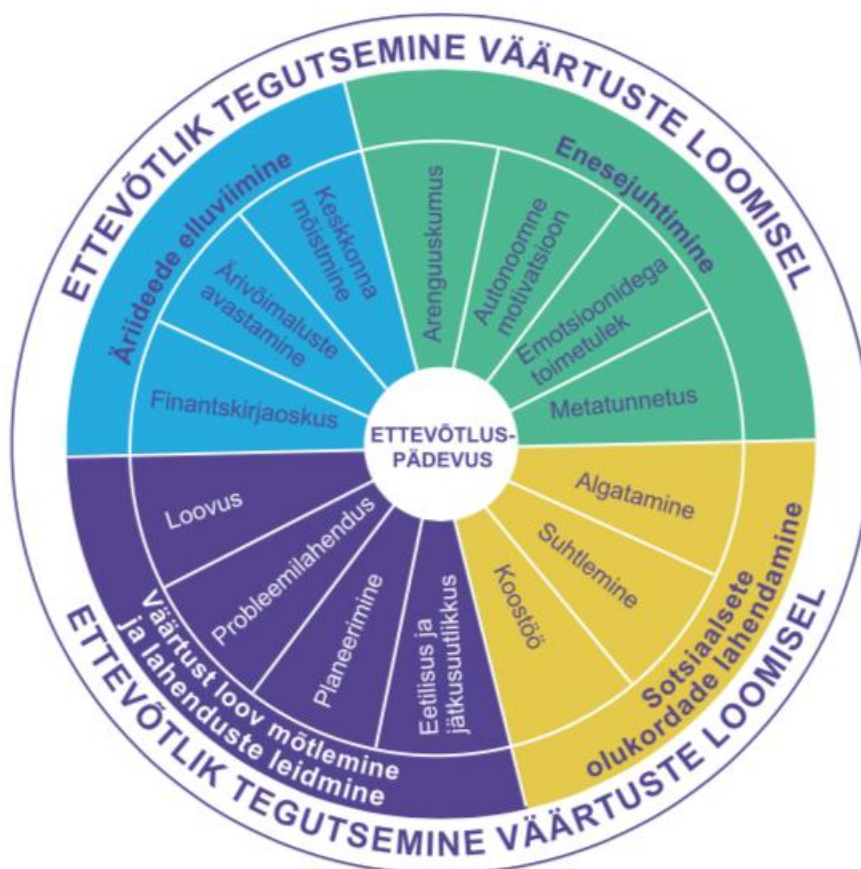 ETTEVÕTLIK TEGUTSEMINE VÄÄRTUSTE LOOMISEL
Enesejuhtimine
Arenguuskumus
Autonoomne
motivatsioon
Emotsioonidega
toimetulek
Metatunnetus
Sotsiaalsete
olukordade lahendamine
Algatamine
Suhtlemine
Koostöö
Väärtust loov mõtlemine
ja lahenduste leidmine
Eetilisus ja
jätkusuutlikkus
Planeerimine
Probleemilahendus
Loovus
Äriideede elluviimine
Finantskirjaoskus
Ärivõimaluste
avastamine
Keskkonna
mõistmine
ETTEVÕTLUS-
PÄDEVUS
ETTEVÕTLIK TEGUTSEMINE VÄÄRTUSTE LOOMISEL